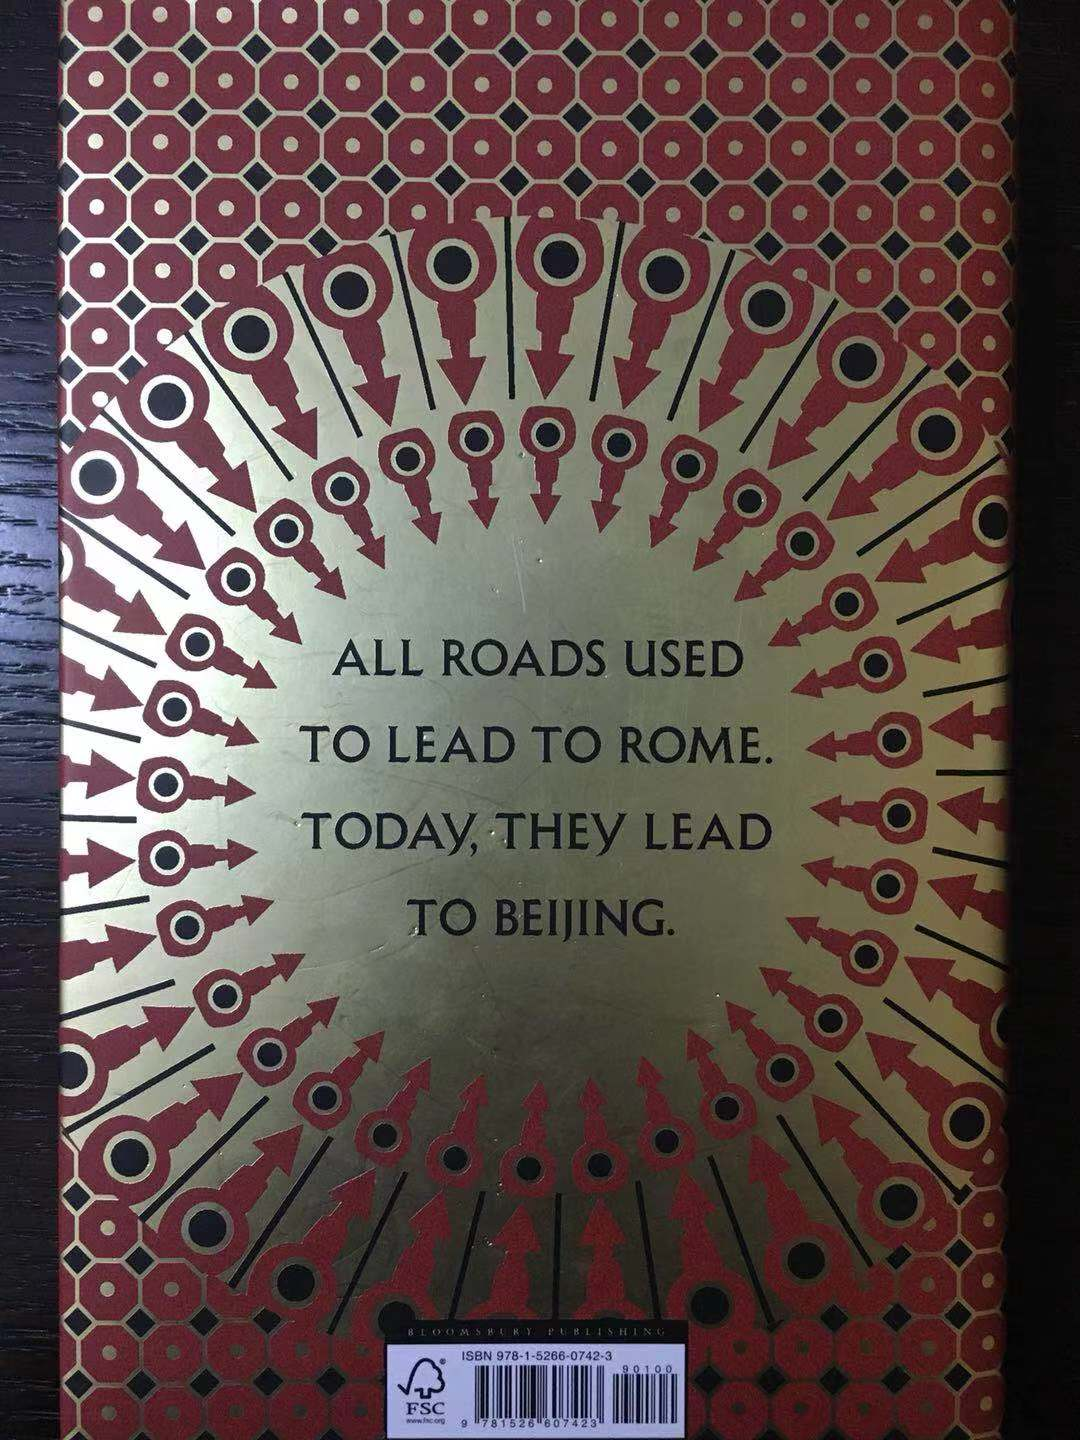 ALL ROADS USED
TO LEAD TO ROME.
TODAY, THEY LEAD
TO BEIJING.
BLOOMSBURY PUBLISHING
ISBN 978-1-5266-0742-3
90100
FSC
www.fsc.org
9 781526 607423